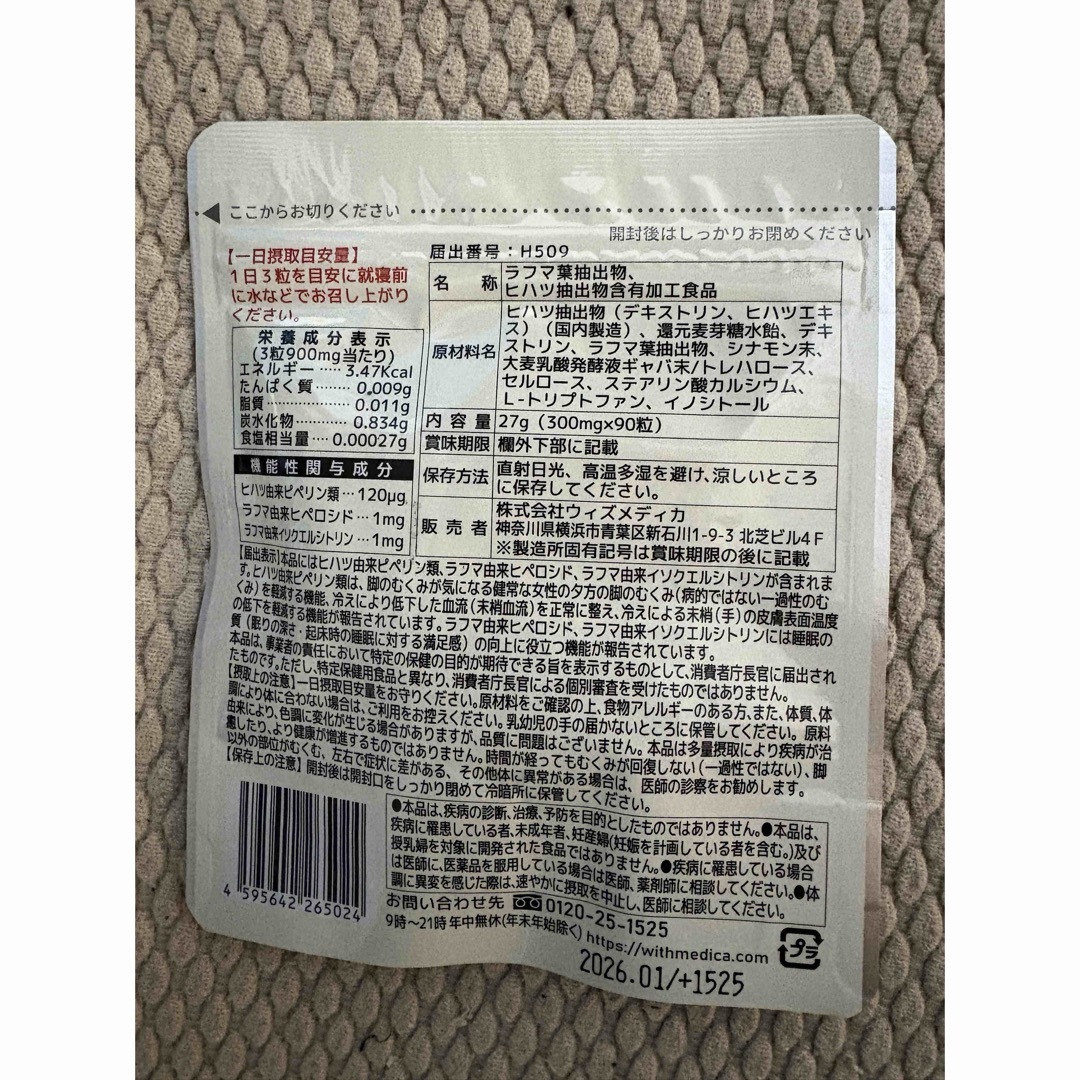 ここからお切りください
開封後はしっかりお閉めください
【一日摂取目安量】
1日3粒を目安に就寝前
に水などでお召し上がり
ください。
栄養成分表示
(3粒900mg当たり)
エネルギー……3.47Kcal
たんぱく質………0.009g
脂質………………0.011g
炭水化物…………0.834g
食塩相当量……0.00027g
機能性関与成分
ヒハツ由来ピペリン類…120μg
ラフマ由来ヒペロシド…1mg
ラフマ由来イソクエルシトリン…1mg
届出番号:H509
名称 ラフマ葉抽出物、
ヒハツ抽出物含有加工食品
原材料名 ヒハツ抽出物(デキストリン、ヒハツエキ
ス)(国内製造)、還元麦芽糖水飴、デキ
ストリン、ラフマ葉抽出物、シナモン末、
大麦乳酸発酵液ギャバ末/トレハロース、
セルロース、ステアリン酸カルシウム、
L-トリプトファン、イノシトール
内容量 27g(300mg×90粒)
賞味期限 欄外下部に記載
保存方法 直射日光、高温多湿を避け、涼しいところ
に保存してください。
販売者 株式会社ウィズメディカ
神奈川県横浜市青葉区新石川1-9-3 北芝ビル4F
※製造所固有記号は賞味期限の後に記載
【届出表示】本品にはヒハツ由来ピペリン類、ラフマ由来ヒペロシド、ラフマ由来イソクエルシトリンが含まれま
す。ヒハツ由来ピペリン類は、脚のむくみが気になる健常な女性の夕方の脚のむくみ(病的ではない一過性のむ
くみ)を軽減する機能、冷えにより低下した血流(末梢血流)を正常に整え、冷えによる末梢(手)の皮膚表面温度
の低下を軽減する機能が報告されています。ラフマ由来ヒペロシド、ラフマ由来イソクエルシトリンには睡眠の
質(眠りの深さ・起床時の睡眠に対する満足感)の向上に役立つ機能が報告されています。
本品は、事業者の責任において特定の保健の目的が期待できる旨を表示するものとして、消費者庁長官に届出され
たものです。ただし、特定保健用食品と異なり、消費者庁長官による個別審査を受けたものではありません。
【摂取上の注意】一日摂取目安量をお守りください。原材料をご確認の上、食物アレルギーのある方、また、体質、体
調により体に合わない場合は、ご利用をお控えください。乳幼児の手の届かないところに保管してください。原料
由来により、色調に変化が生じる場合がありますが、品質に問題はございません。本品は多量摂取により疾病が治
癒したり、より健康が増進するものではありません。時間が経ってもむくみが回復しない(一過性ではない)、脚
以外の部位がむくむ、左右で症状に差がある、その他体に異常がある場合は、医師の診察をお勧めします。
【保存上の注意】開封後は開封口をしっかり閉めて冷暗所に保管してください。
●本品は、疾病の診断、治療、予防を目的としたものではありません。●本品は、
疾病に罹患している者、未成年者、妊産婦(妊娠を計画している者を含む。)及び
授乳婦を対象に開発された食品ではありません。●疾病に罹患している場合
は医師に、医薬品を服用している場合は医師、薬剤師に相談してください。●体
調に異変を感じた際は、速やかに摂取を中止し、医師に相談してください。
4 595642 265024
お問い合わせ先 0120-25-1525
9時〜21時 年中無休(年末年始除く) https://withmedica.com
プラ
2026.01/+1525